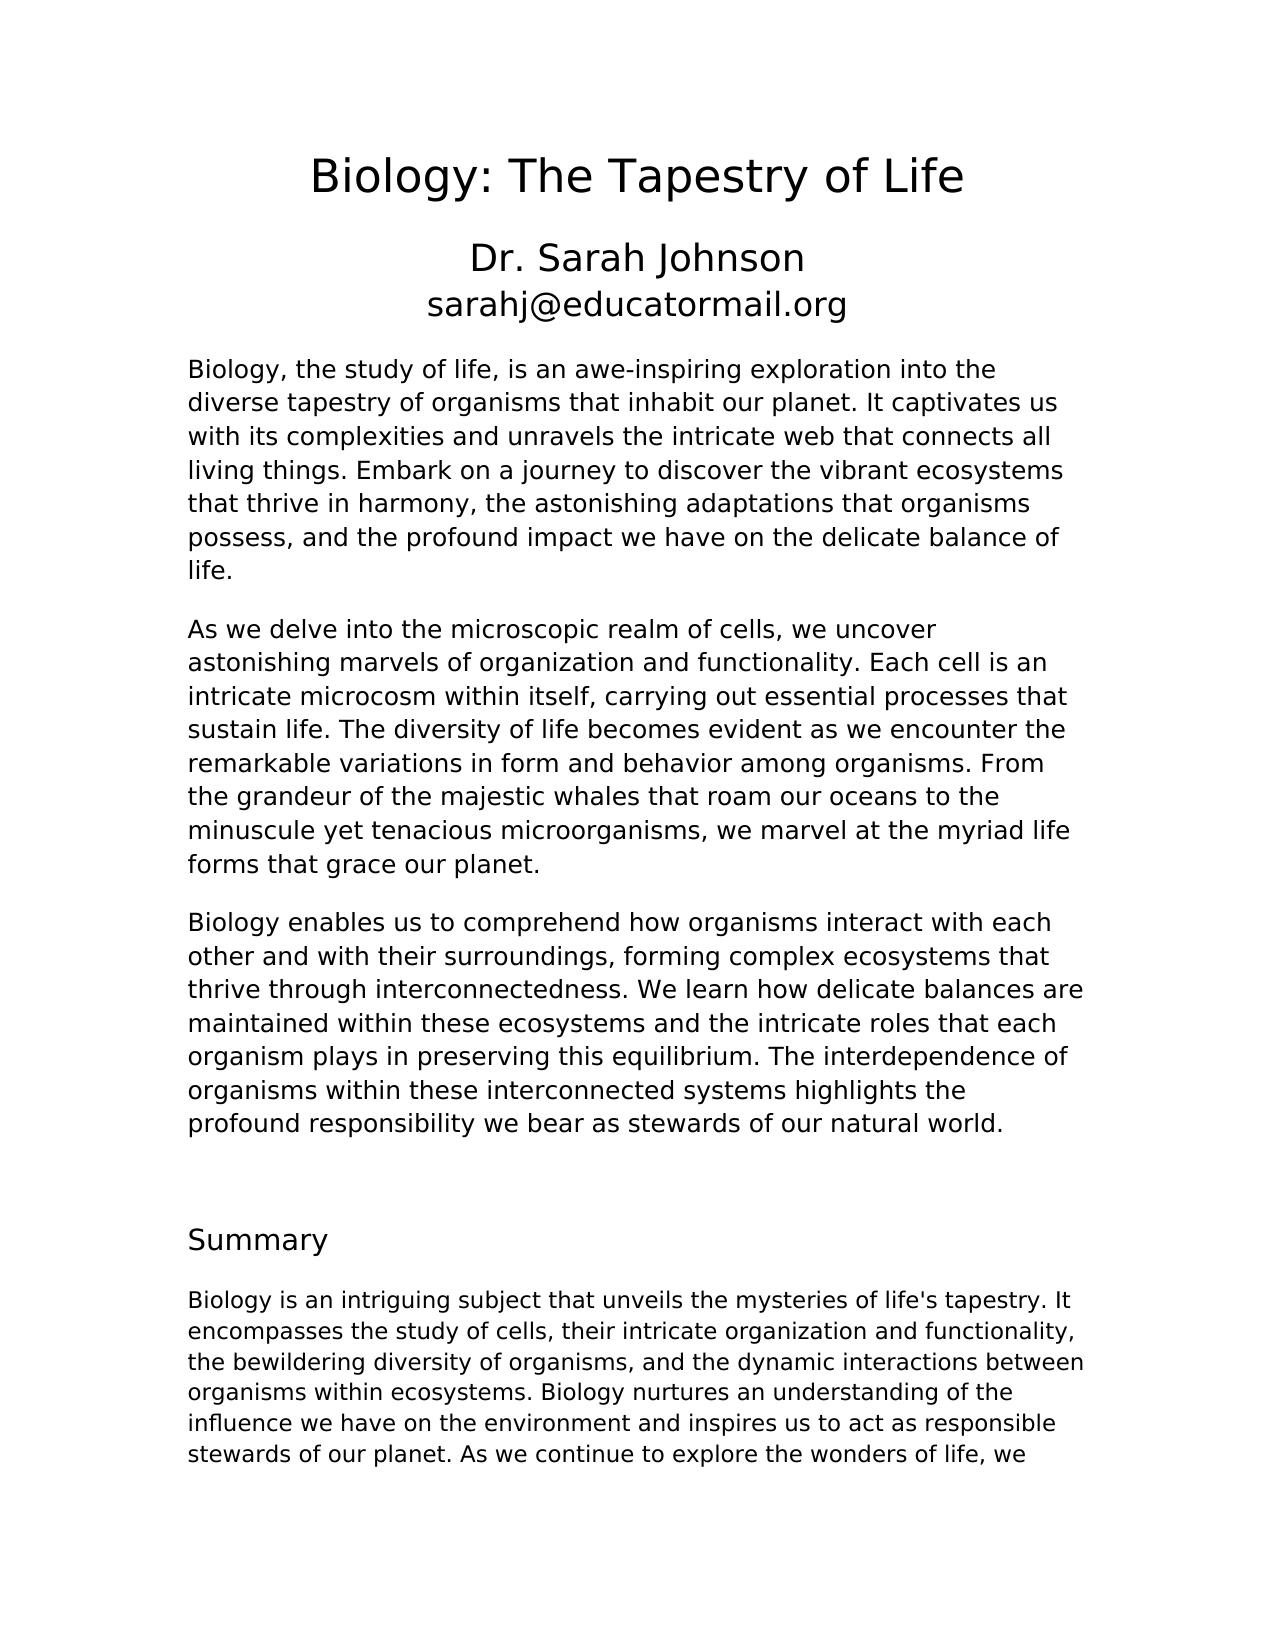 Biology: The Tapestry of Life
Dr. Sarah Johnson
sarahj@educatormail.org
Biology, the study of life, is an awe-inspiring exploration into the
diverse tapestry of organisms that inhabit our planet. It captivates us
with its complexities and unravels the intricate web that connects all
living things. Embark on a journey to discover the vibrant ecosystems
that thrive in harmony, the astonishing adaptations that organisms
possess, and the profound impact we have on the delicate balance of
life.
As we delve into the microscopic realm of cells, we uncover
astonishing marvels of organization and functionality. Each cell is an
intricate microcosm within itself, carrying out essential processes that
sustain life. The diversity of life becomes evident as we encounter the
remarkable variations in form and behavior among organisms. From
the grandeur of the majestic whales that roam our oceans to the
minuscule yet tenacious microorganisms, we marvel at the myriad life
forms that grace our planet.
Biology enables us to comprehend how organisms interact with each
other and with their surroundings, forming complex ecosystems that
thrive through interconnectedness. We learn how delicate balances are
maintained within these ecosystems and the intricate roles that each
organism plays in preserving this equilibrium. The interdependence of
organisms within these interconnected systems highlights the
profound responsibility we bear as stewards of our natural world.
Summary
Biology is an intriguing subject that unveils the mysteries of life's tapestry. It
encompasses the study of cells, their intricate organization and functionality,
the bewildering diversity of organisms, and the dynamic interactions between
organisms within ecosystems. Biology nurtures an understanding of the
influence we have on the environment and inspires us to act as responsible
stewards of our planet. As we continue to explore the wonders of life, we